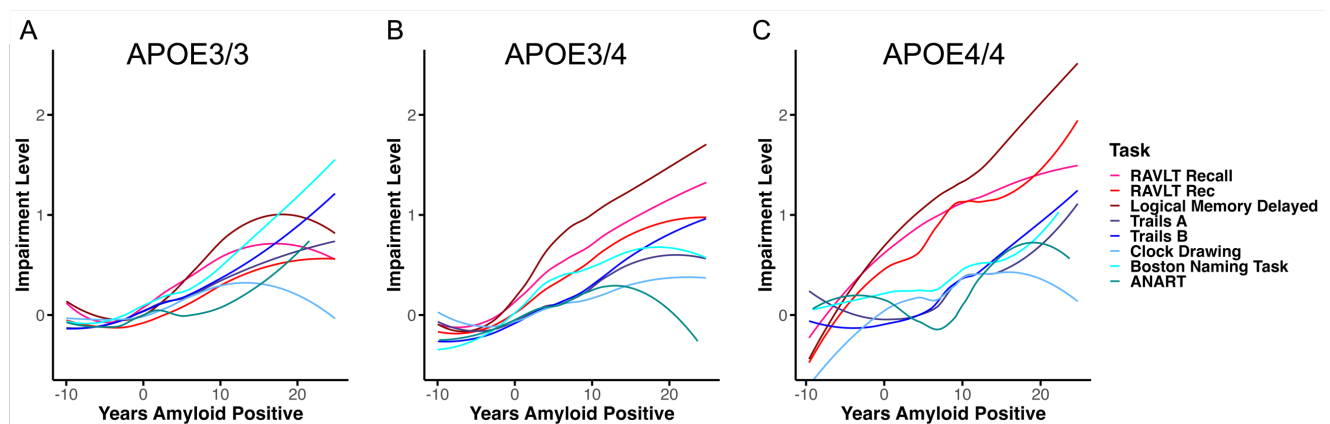 A
APOE3/3
Impairment Level
2
1
0
-10 0 10 20
Years Amyloid Positive
B
APOE3/4
Impairment Level
2
1
0
-10 0 10 20
Years Amyloid Positive
C
APOE4/4
Impairment Level
2
1
0
-10 0 10 20
Years Amyloid Positive
Task
RAVLT Recall
RAVLT Rec
Logical Memory Delayed
Trails A
Trails B
Clock Drawing
Boston Naming Task
ANART